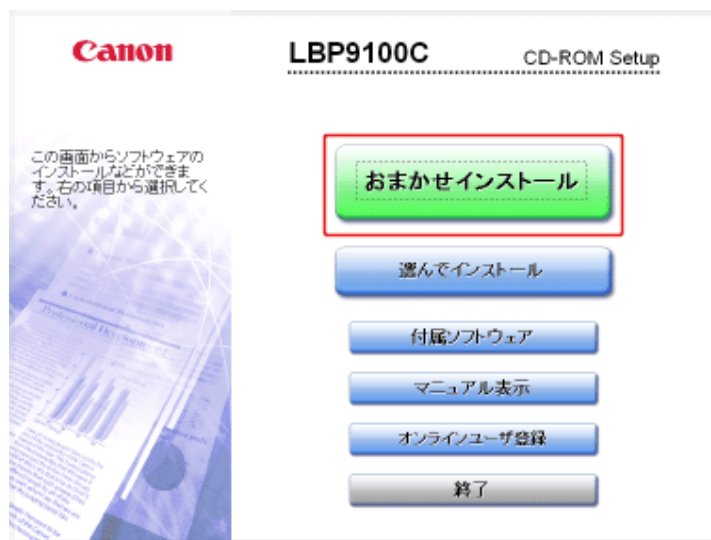 Canon
LBP9100C
CD-ROM Setup
この画面からソフトウェアの
インストールなどができま
す。右の項目から選択してく
ださい。
おまかせインストール
選んでインストール
付属ソフトウェア
マニュアル表示
オンラインユーザ登録
終了
Professional Development